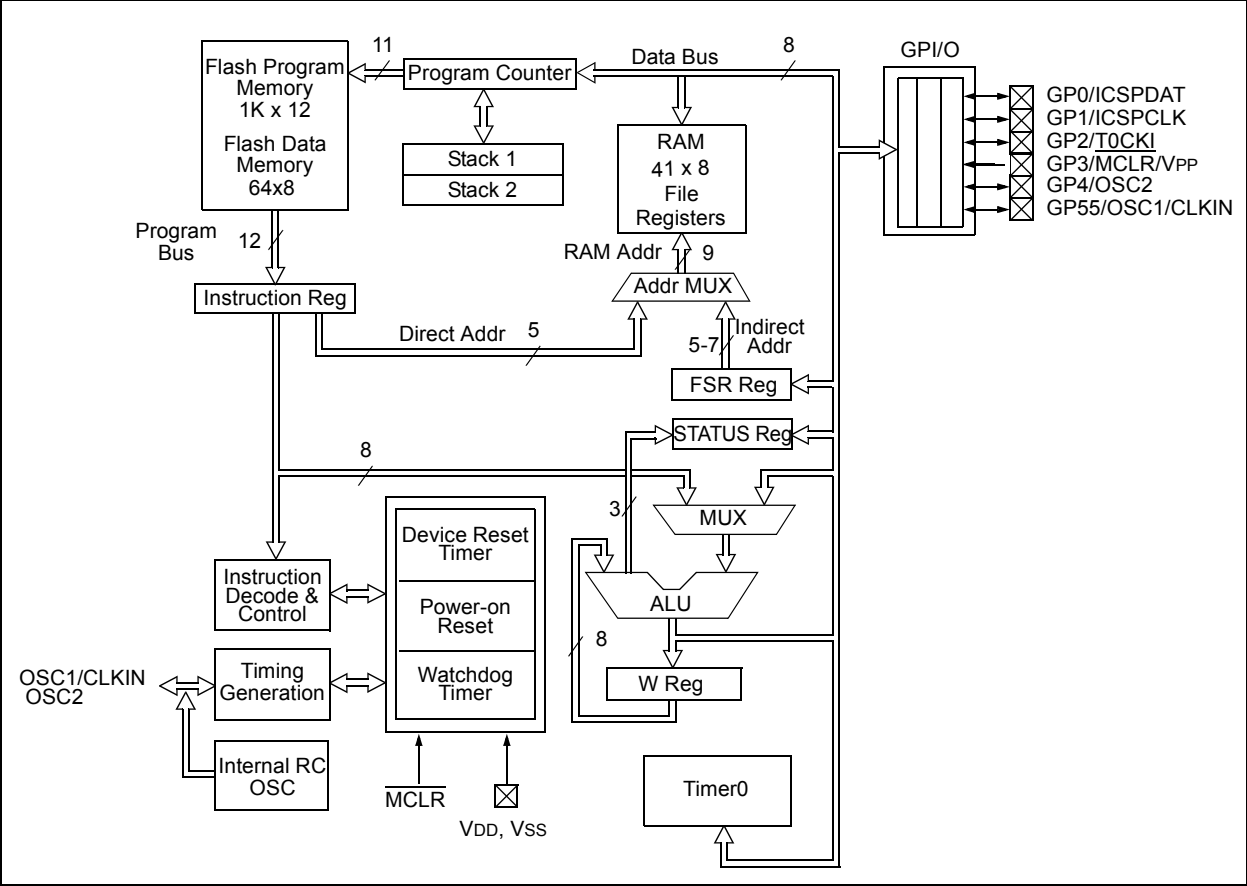 Flash Program
Memory
1K x 12
Flash Data
Memory
64x8
11
Program Counter
Data Bus
8
GPI/O
Stack 1
Stack 2
RAM
41 x 8
File
Registers
GP0/ICSPDAT
GP1/ICSPCLK
GP2/T0CKI
GP3/MCLR/VPP
GP4/OSC2
GP55/OSC1/CLKIN
Program
Bus
12
RAM Addr
9
Addr MUX
Instruction Reg
Direct Addr
5
5-7
Indirect
Addr
FSR Reg
STATUS Reg
8
3
MUX
Device Reset
Timer
Power-on
Reset
Watchdog
Timer
Instruction
Decode &
Control
ALU
8
W Reg
OSC1/CLKIN
OSC2
Timing
Generation
Internal RC
OSC
MCLR
VDD, VSS
Timer0